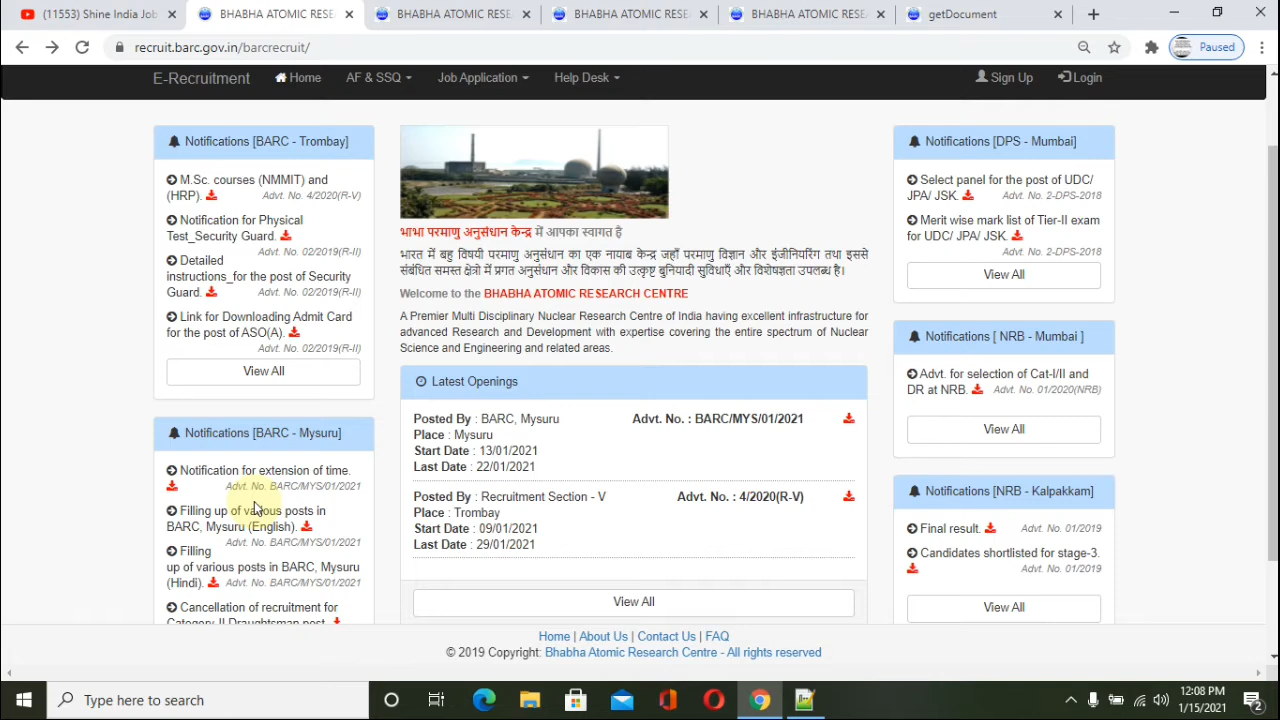 (11553) Shine India Job
BHABHA ATOMIC RESE
BHABHA ATOMIC RESE
BHABHA ATOMIC RESE
BHABHA ATOMIC RESE
getDocument
recruit.barc.gov.in/barcrecruit/
Paused
E-Recruitment
Home
AF & SSQ
Job Application
Help Desk
Sign Up
Login
Notifications [BARC - Trombay]
M.Sc. courses (NMMIT) and
(HRP).
Advt. No. 4/2020(R-V)
Notification for Physical
Test_Security Guard.
Advt. No. 02/2019(R-II)
Detailed
instructions_for the post of Security
Guard.
Advt. No. 02/2019(R-II)
Link for Downloading Admit Card
for the post of ASO(A).
Advt. No. 02/2019(R-II)
View All
Notifications [BARC - Mysuru]
Notification for extension of time.
Advt. No. BARC/MYS/01/2021
Filling up of various posts in
BARC, Mysuru (English).
Advt. No. BARC/MYS/01/2021
Filling
up of various posts in BARC, Mysuru
(Hindi).
Advt. No. BARC/MYS/01/2021
Cancellation of recruitment for
Category-II Draughtsman post.
भाभा परमाणु अनुसंधान केन्द्र में आपका स्वागत है
भारत में बहु विषयी परमाणु अनुसंधान का एक नायाब केन्द्र जहाँ परमाणु विज्ञान और इंजीनियरिंग तथा इससे
संबंधित समस्त क्षेत्रो में प्रगत अनुसंधान और विकास की उत्कृष्ट बुनियादी सुविधाएँ और विशेषज्ञता उपलब्ध है।
Welcome to the BHABHA ATOMIC RESEARCH CENTRE
A Premier Multi Disciplinary Nuclear Research Centre of India having excellent infrastructure for
advanced Research and Development with expertise covering the entire spectrum of Nuclear
Science and Engineering and related areas.
Latest Openings
Posted By : BARC, Mysuru
Advt. No. : BARC/MYS/01/2021
Place : Mysuru
Start Date : 13/01/2021
Last Date : 22/01/2021
Posted By : Recruitment Section - V
Advt. No. : 4/2020(R-V)
Place : Trombay
Start Date : 09/01/2021
Last Date : 29/01/2021
View All
Notifications [DPS - Mumbai]
Select panel for the post of UDC/
JPA/ JSK.
Advt. No. 2-DPS-2018
Merit wise mark list of Tier-II exam
for UDC/ JPA/ JSK.
Advt. No. 2-DPS-2018
View All
Notifications [ NRB - Mumbai ]
Advt. for selection of Cat-I/II and
DR at NRB.
Advt. No. 01/2020(NRB)
View All
Notifications [NRB - Kalpakkam]
Final result.
Advt. No. 01/2019
Candidates shortlisted for stage-3.
Advt. No. 01/2019
View All
Home | About Us | Contact Us | FAQ
© 2019 Copyright: Bhabha Atomic Research Centre - All rights reserved
Type here to search
12:08 PM
1/15/2021
2